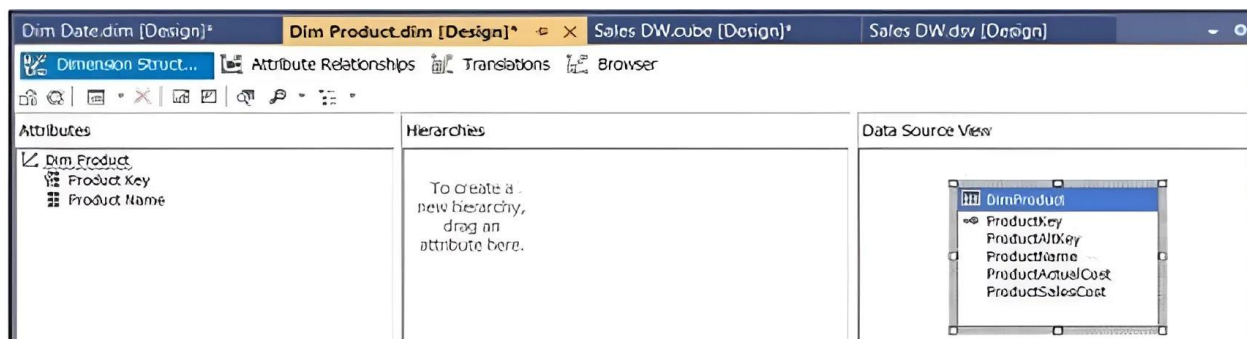 Dim Date.dim [Design]* Dim Product.dim [Design]* Sales DW.cube [Design]* Sales DW.dsv [Design]
Dimension Struct... Attribute Relationships Translations Browser
Attributes
Dim Product
Product Key
Product Name
Hierarchies
To create a
new hierarchy,
drag an
attribute here.
Data Source View
DimProduct
ProductKey
ProductAltKey
ProductName
ProductActualCost
ProductSalesCost